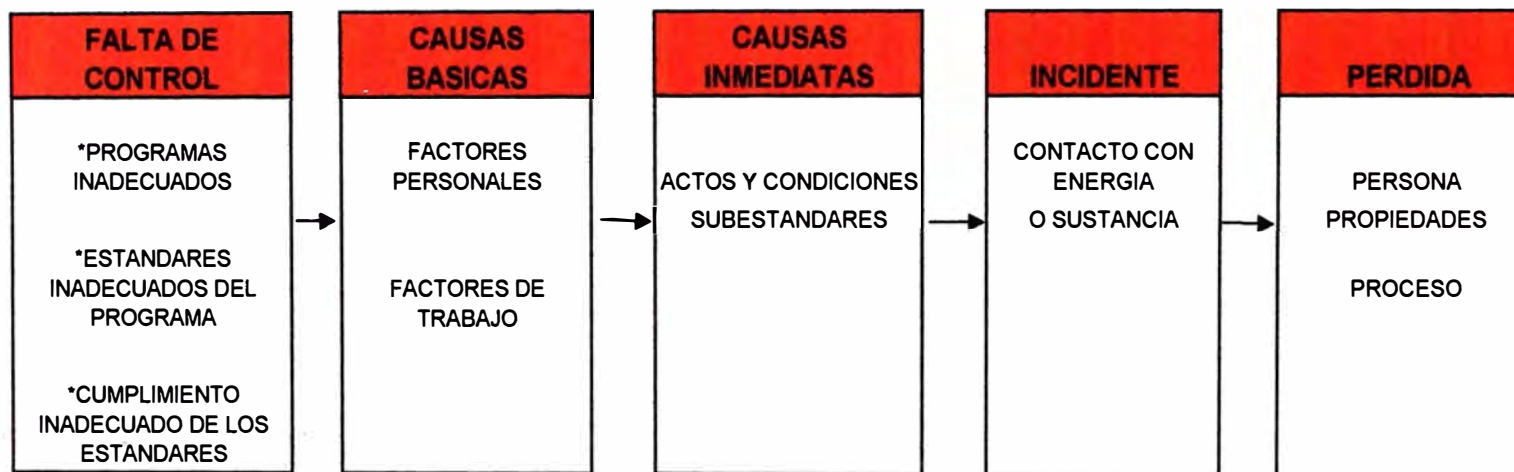 FALTA DE
CONTROL
*PROGRAMAS
INADECUADOS
*ESTANDARES
INADECUADOS DEL
PROGRAMA
*CUMPLIMIENTO
INADECUADO DE LOS
ESTANDARES
CAUSAS
BASICAS
FACTORES
PERSONALES
FACTORES DE
TRABAJO
CAUSAS
INMEDIATAS
ACTOS Y CONDICIONES
SUBESTANDARES
INCIDENTE
CONTACTO CON
ENERGIA
O SUSTANCIA
PERDIDA
PERSONA
PROPIEDADES
PROCESO